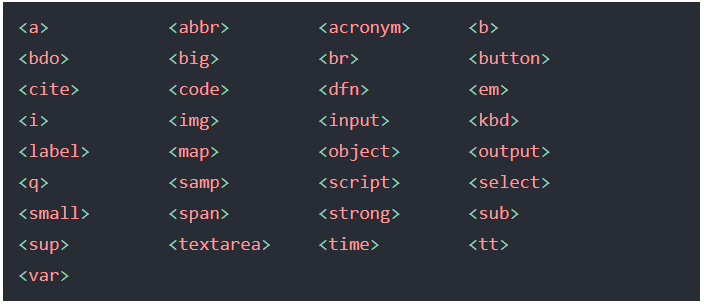 <a> <abbr> <acronym> <b>
<bdo> <big> <br> <button>
<cite> <code> <dfn> <em>
<i> <img> <input> <kbd>
<label> <map> <object> <output>
<q> <samp> <script> <select>
<small> <span> <strong> <sub>
<sup> <textarea> <time> <tt>
<var>